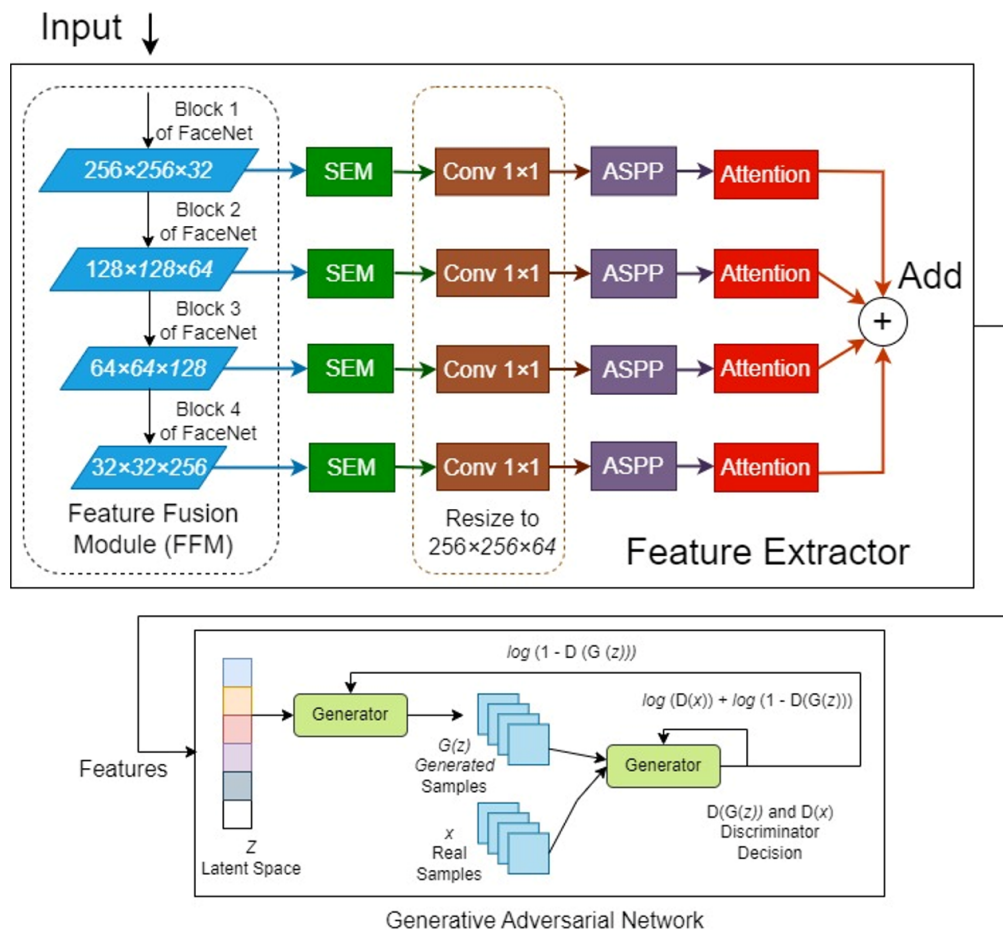 Input
Block 1
of FaceNet
256×256×32
SEM
Conv 1×1
ASPP
Attention
Block 2
of FaceNet
128×128×64
SEM
Conv 1×1
ASPP
Attention
Add
+
Block 3
of FaceNet
64×64×128
SEM
Conv 1×1
ASPP
Attention
Block 4
of FaceNet
32×32×256
SEM
Conv 1×1
ASPP
Attention
Feature Fusion
Module (FFM)
Resize to
256×256×64
Feature Extractor
log (1 - D (G (z)))
log (D(x)) + log (1 - D(G(z)))
Generator
G(z)
Generated
Samples
Generator
Features
x
Real
Samples
D(G(z)) and D(x)
Discriminator
Decision
Z
Latent Space
Generative Adversarial Network